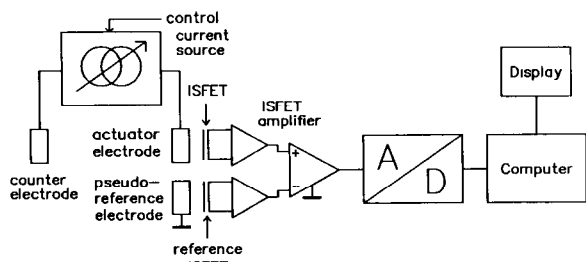 control
current
source
ISFET
ISFET
amplifier
Display
actuator
electrode
counter
electrode
pseudo-
reference
electrode
+
-
A
D
Computer
reference